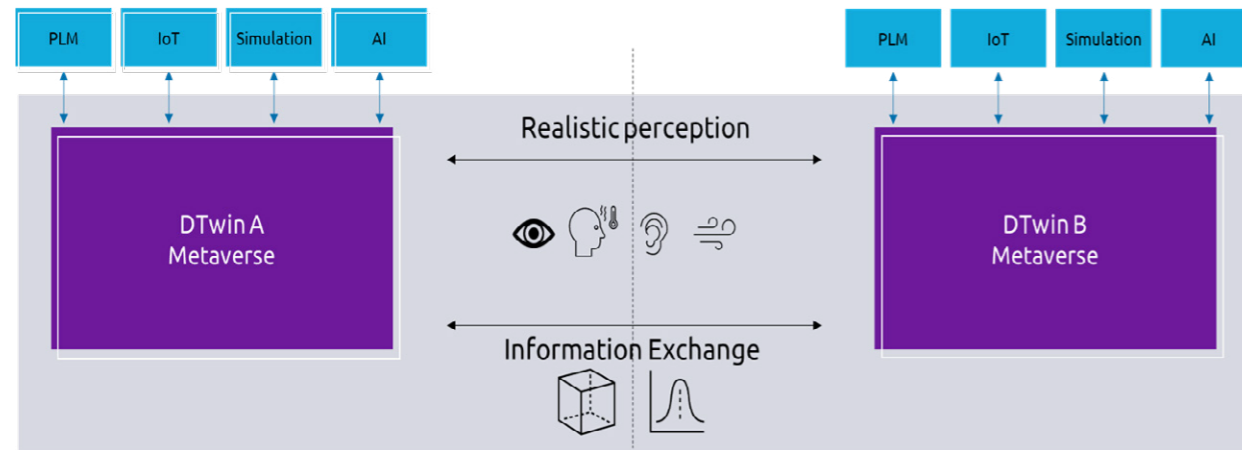 PLM
IoT
Simulation
AI
PLM
IoT
Simulation
AI
Realistic perception
DTwin A
Metaverse
DTwin B
Metaverse
Information Exchange